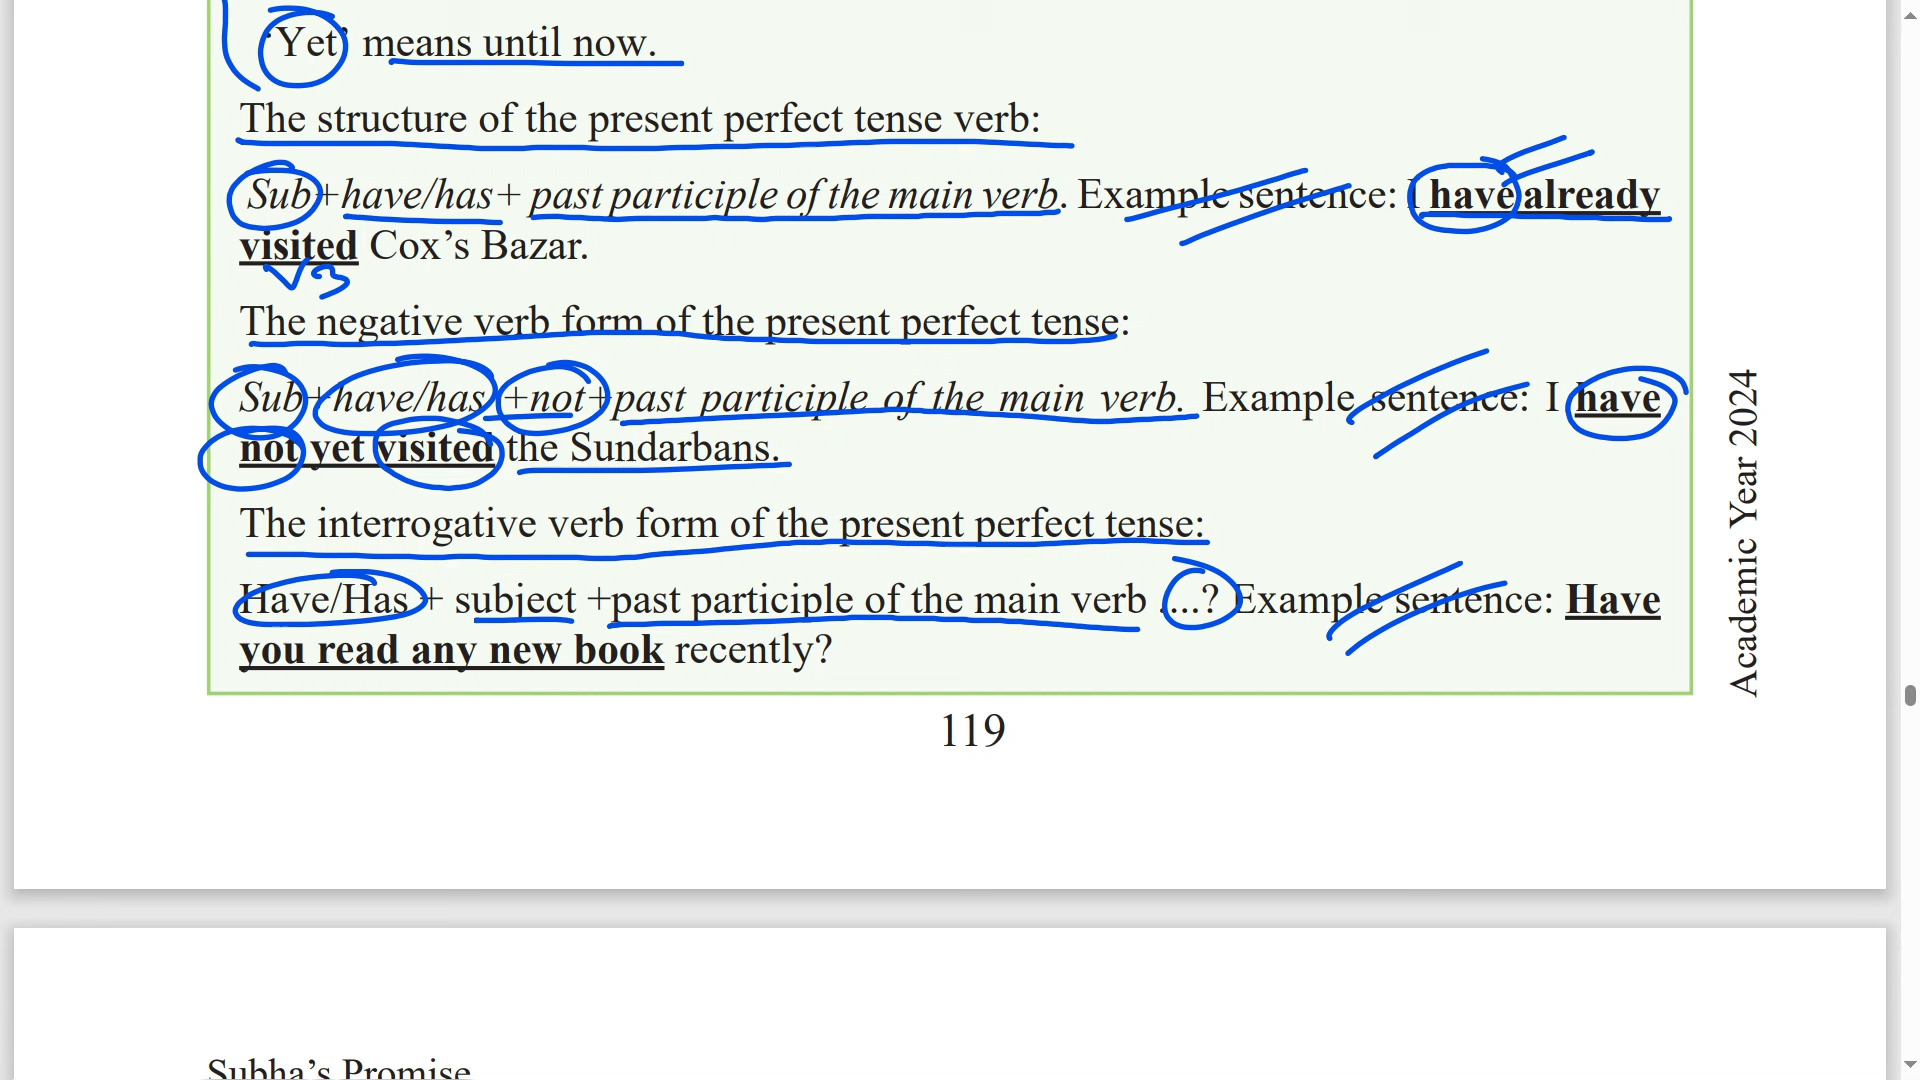 ‘Yet’ means until now.
The structure of the present perfect tense verb:
Sub+have/has+ past participle of the main verb. Example sentence: I have already
visited Cox’s Bazar.
V3
The negative verb form of the present perfect tense:
Sub+have/has +not+past participle of the main verb. Example sentence: I have
not yet visited the Sundarbans.
The interrogative verb form of the present perfect tense:
Have/Has + subject +past participle of the main verb ....? Example sentence: Have
you read any new book recently?
119
Academic Year 2024
Subha’s Promise